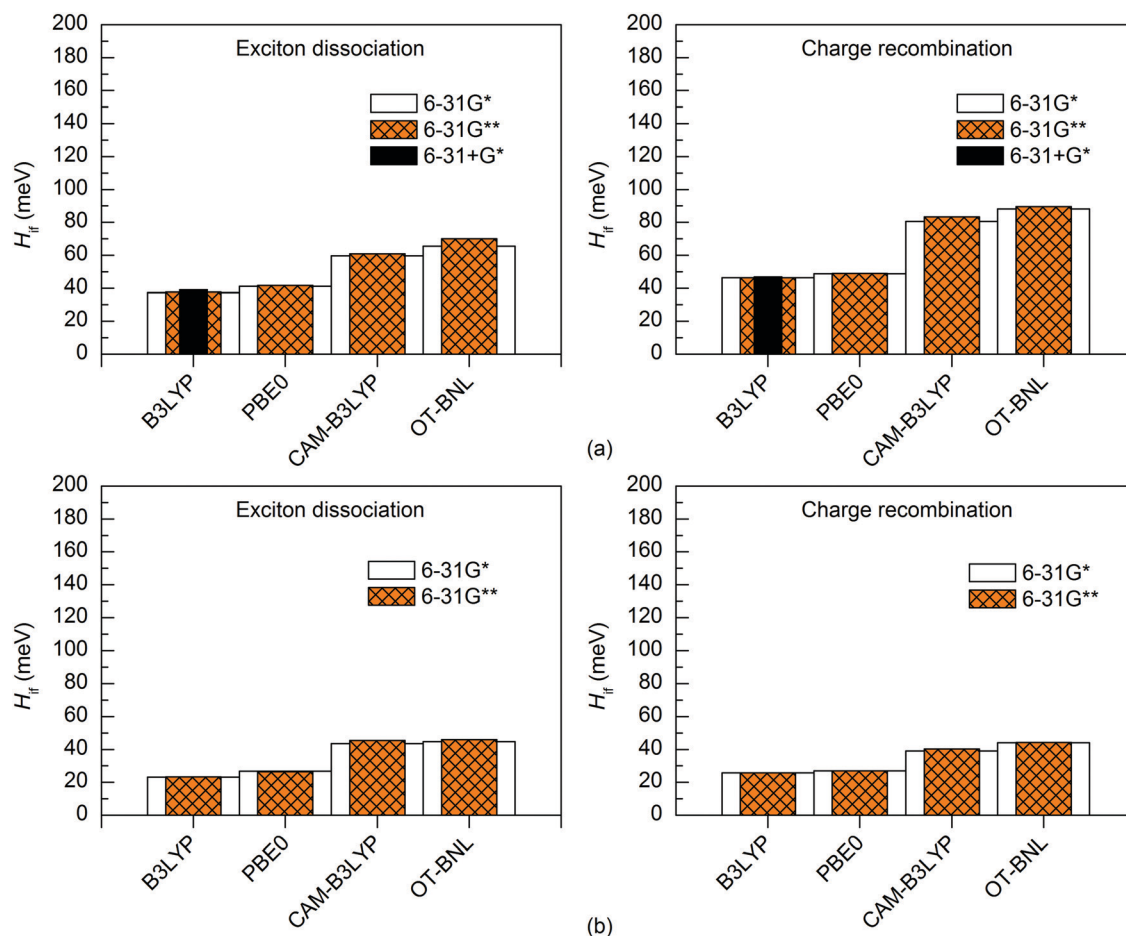 Exciton dissociation
6-31G*
6-31G**
6-31+G*
H_if (meV)
200
180
160
140
120
100
80
60
40
20
0
B3LYP
PBE0
CAM-B3LYP
OT-BNL
Charge recombination
6-31G*
6-31G**
6-31+G*
H_if (meV)
200
180
160
140
120
100
80
60
40
20
0
B3LYP
PBE0
CAM-B3LYP
OT-BNL
(a)
Exciton dissociation
6-31G*
6-31G**
H_if (meV)
200
180
160
140
120
100
80
60
40
20
0
B3LYP
PBE0
CAM-B3LYP
OT-BNL
Charge recombination
6-31G*
6-31G**
H_if (meV)
200
180
160
140
120
100
80
60
40
20
0
B3LYP
PBE0
CAM-B3LYP
OT-BNL
(b)